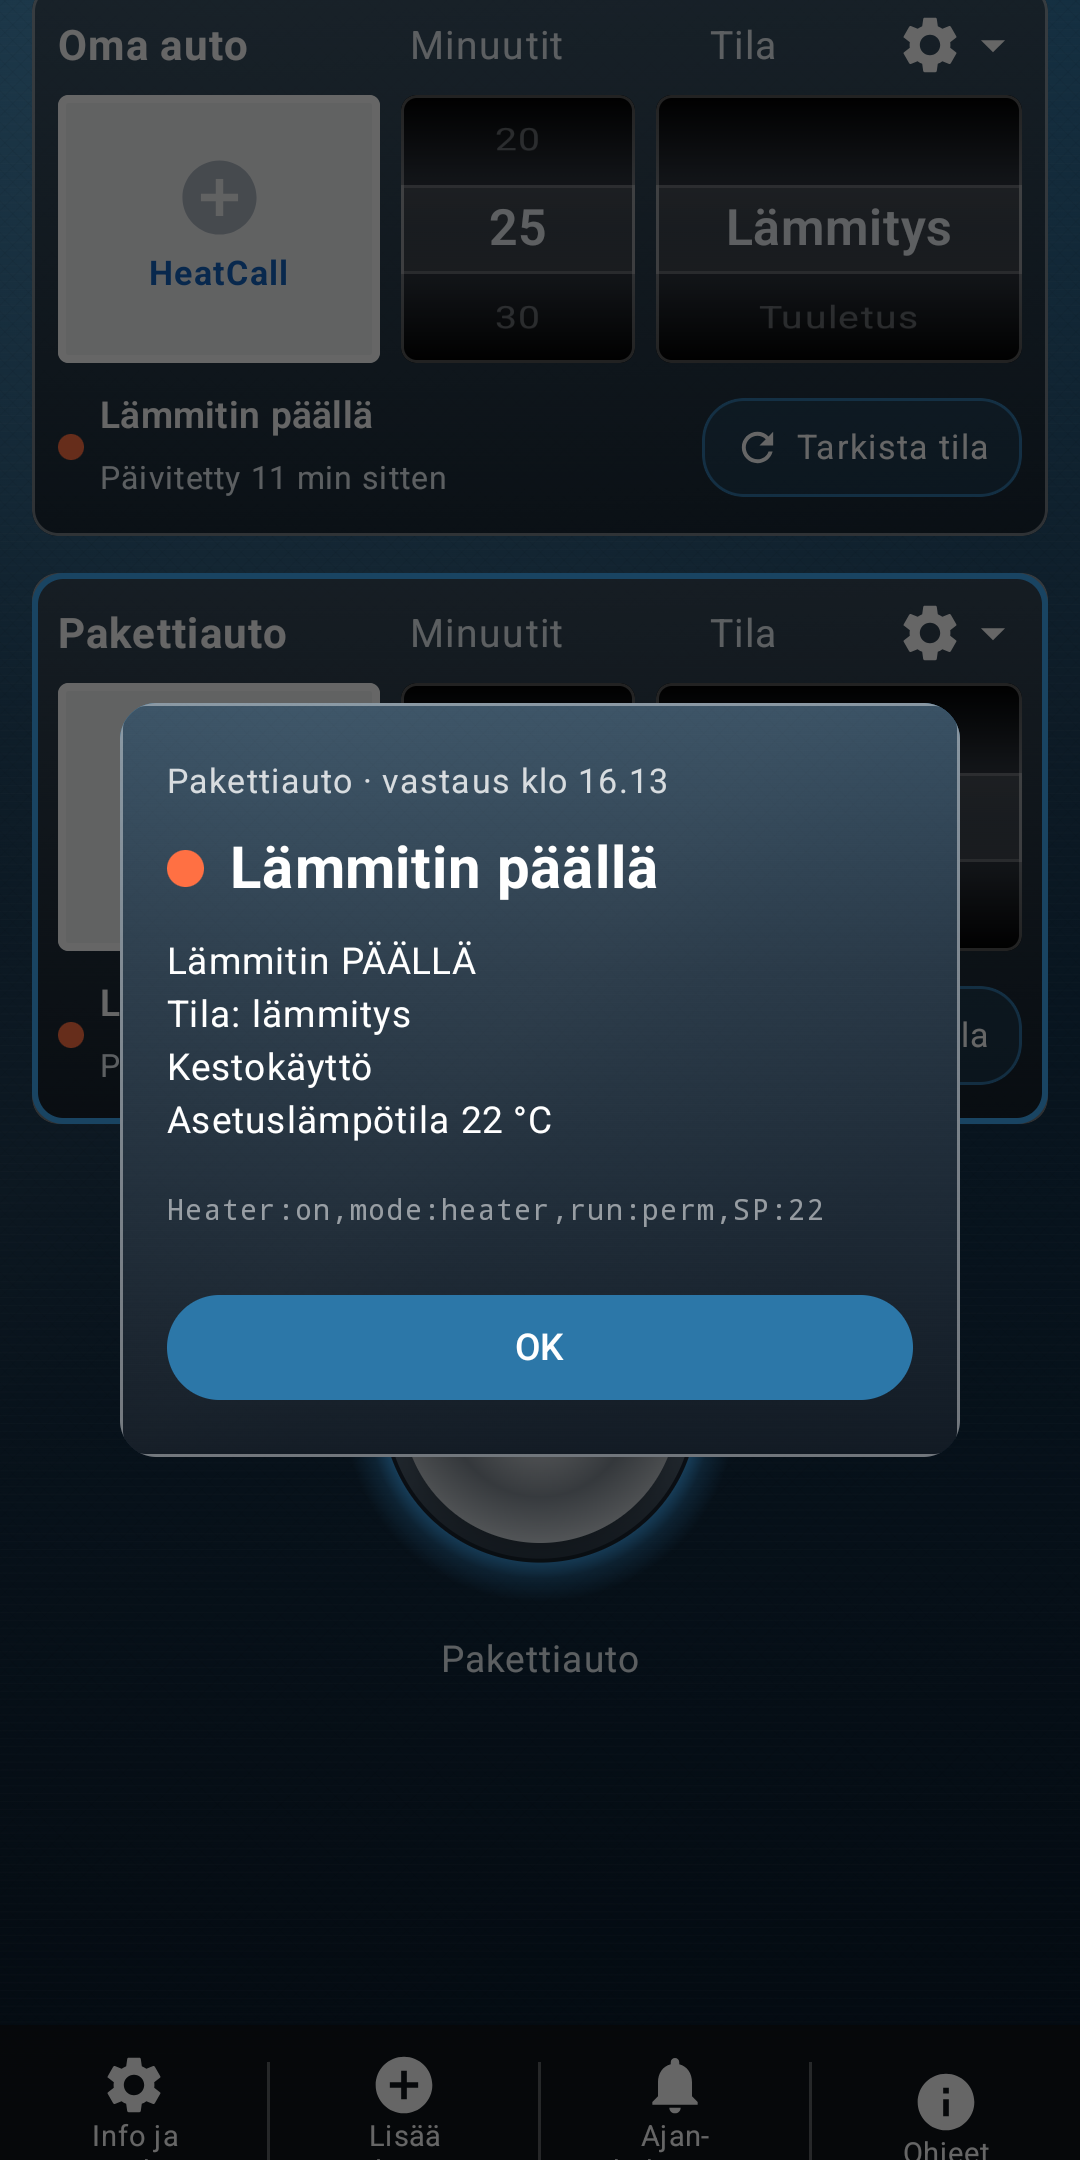 Oma auto Minuutit Tila
20
25 Lämmitys
HeatCall
30 Tuuletus
Lämmitin päällä
Päivitetty 11 min sitten
Tarkista tila
Pakettiauto Minuutit Tila
Pakettiauto · vastaus klo 16.13
Lämmitin päällä
Lämmitin PÄÄLLÄ
Tila: lämmitys
Kestokäyttö
Asetuslämpötila 22 °C
Heater:on,mode:heater,run:perm,SP:22
OK
L
P
la
Pakettiauto
Info ja
Lisää
Ajan-
Ohjeet